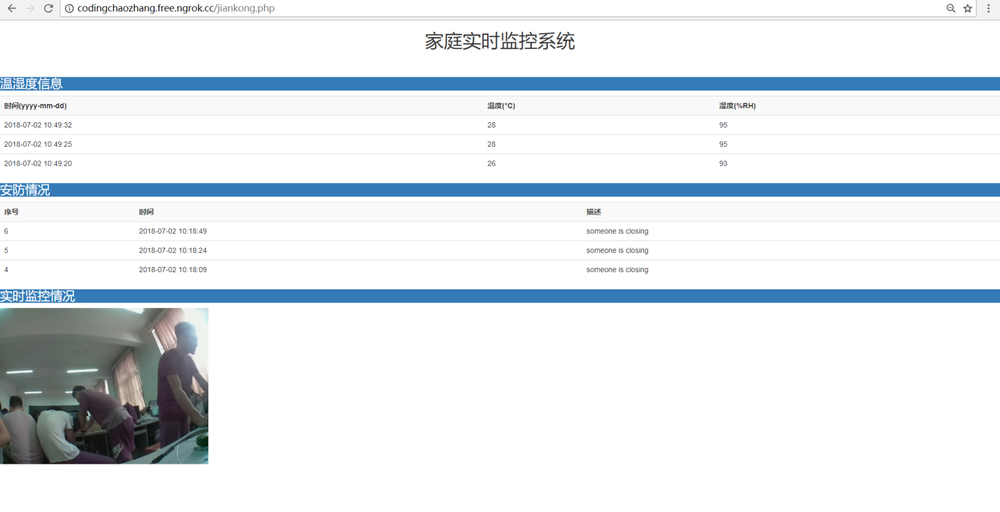 codingchaozhang.free.ngrok.cc/jiankong.php
家庭实时监控系统
温湿度信息
时间(yyyy-mm-dd) 温度(°C) 湿度(%RH)
2018-07-02 10:49:32 28 95
2018-07-02 10:49:25 28 95
2018-07-02 10:49:20 26 93
安防情况
序号 时间 描述
6 2018-07-02 10:18:49 someone is closing
5 2018-07-02 10:18:24 someone is closing
4 2018-07-02 10:18:09 someone is closing
实时监控情况